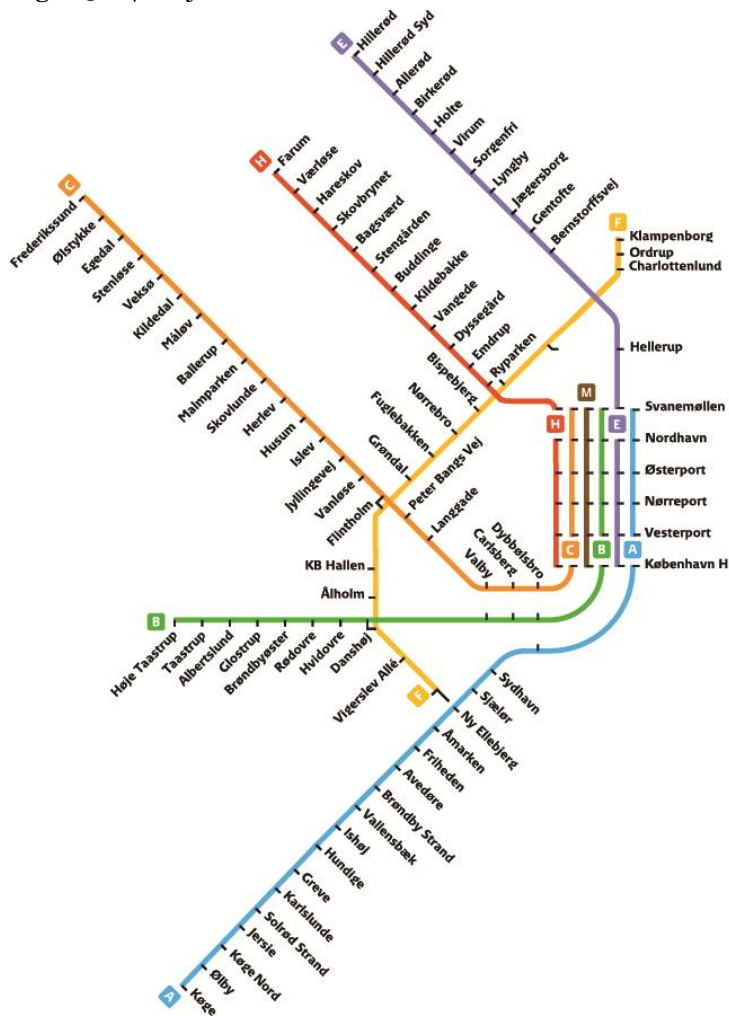 E
Hillerød
Hillerød Syd
Allerød
Birkerød
Holte
Virum
Sorgenfri
Lyngby
Jægersborg
Gentofte
Bernstorffsvej
H
Farum
Værløse
Hareskov
Skovbrynet
Bagsværd
Stengården
Buddinge
Kildebakke
Vangede
Dyssegård
Emdrup
Ryparken
C
Frederikssund
Ølstykke
Egedal
Stenløse
Veksø
Kildedal
Måløv
Ballerup
Malmparken
Skovlunde
Herlev
Husum
Islev
Jyllingevej
Vanløse
Flintholm
Peter Bangs Vej
Langgade
Valby
Carlsberg
Dybbølsbro
F
Klampenborg
Ordrup
Charlottenlund
Hellerup
Bispebjerg
Nørrebro
Fuglebakken
Grøndal
KB Hallen
Ålholm
Danshøj
Vigerslev Allé
F
M
H
E
Svanemøllen
Nordhavn
Østerport
Nørreport
Vesterport
København H
C
B
A
B
Høje Taastrup
Taastrup
Albertslund
Glostrup
Brøndbyøster
Rødovre
Hvidovre
Sydhavn
Sjælør
Ny Ellebjerg
Åmarken
Friheden
Avedøre
Brøndby Strand
Vallensbæk
Ishøj
Hundige
Greve
Karlslunde
Solrød Strand
Jersie
Køge Nord
Ølby
Køge
A